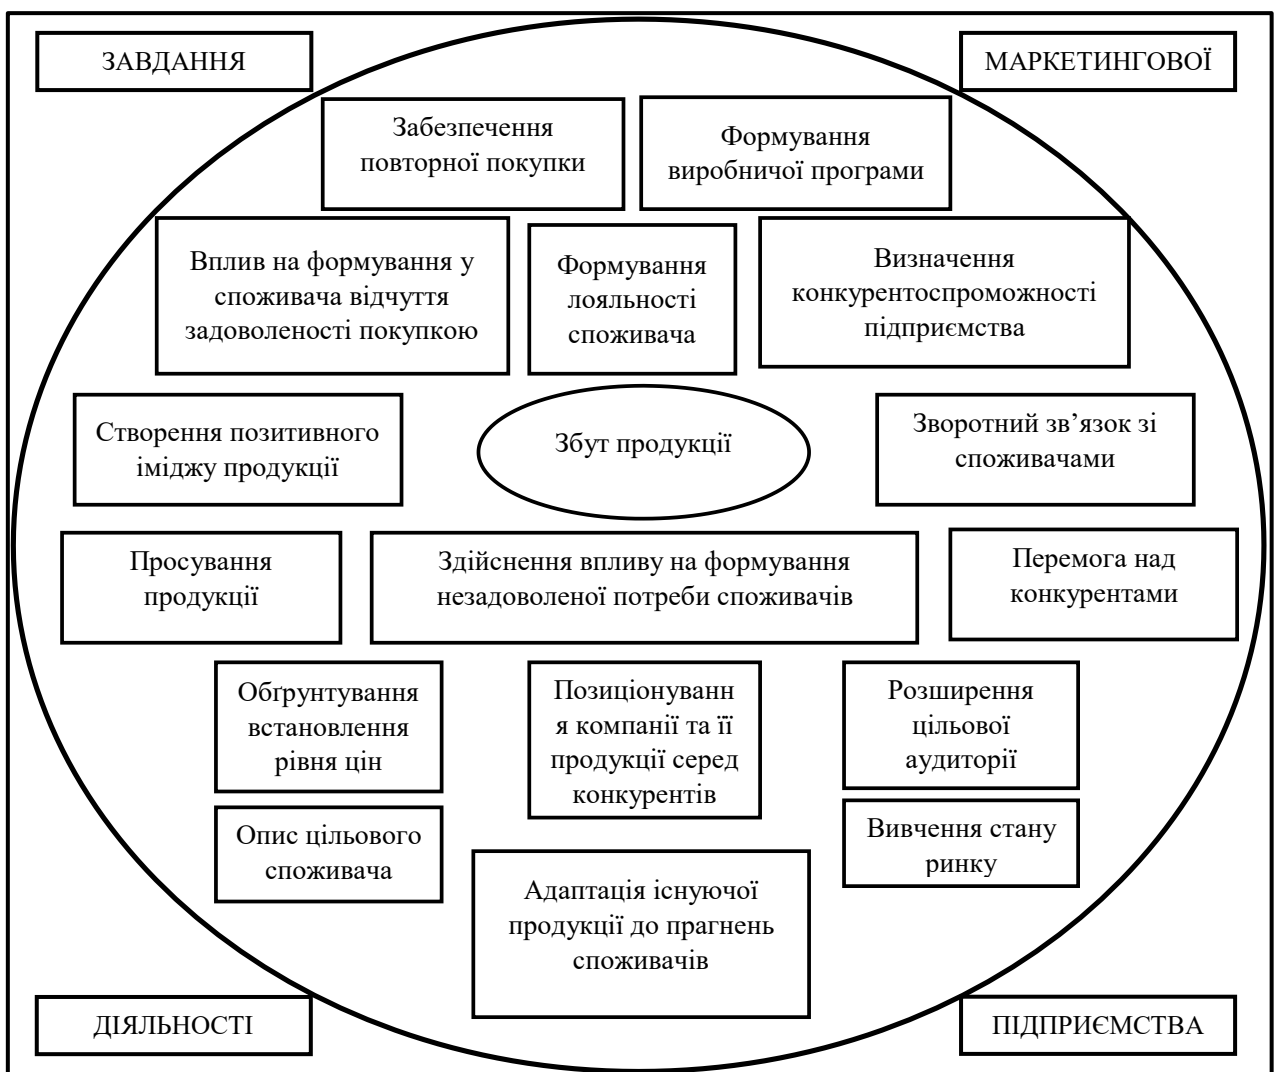 ЗАВДАННЯ
МАРКЕТИНГОВОЇ
Забезпечення
повторної покупки
Формування
виробничої програми
Вплив на формування у
споживача відчуття
задоволеності покупкою
Формування
лояльності
споживача
Визначення
конкурентоспроможності
підприємства
Створення позитивного
іміджу продукції
Збут продукції
Зворотний зв’язок зі
споживачами
Просування
продукції
Здійснення впливу на формування
незадоволеної потреби споживачів
Перемога над
конкурентами
Обґрунтування
встановлення
рівня цін
Позиціонуванн
я компанії та її
продукції серед
конкурентів
Розширення
цільової
аудиторії
Опис цільового
споживача
Вивчення стану
ринку
Адаптація існуючої
продукції до прагнень
споживачів
ДІЯЛЬНОСТІ
ПІДПРИЄМСТВА